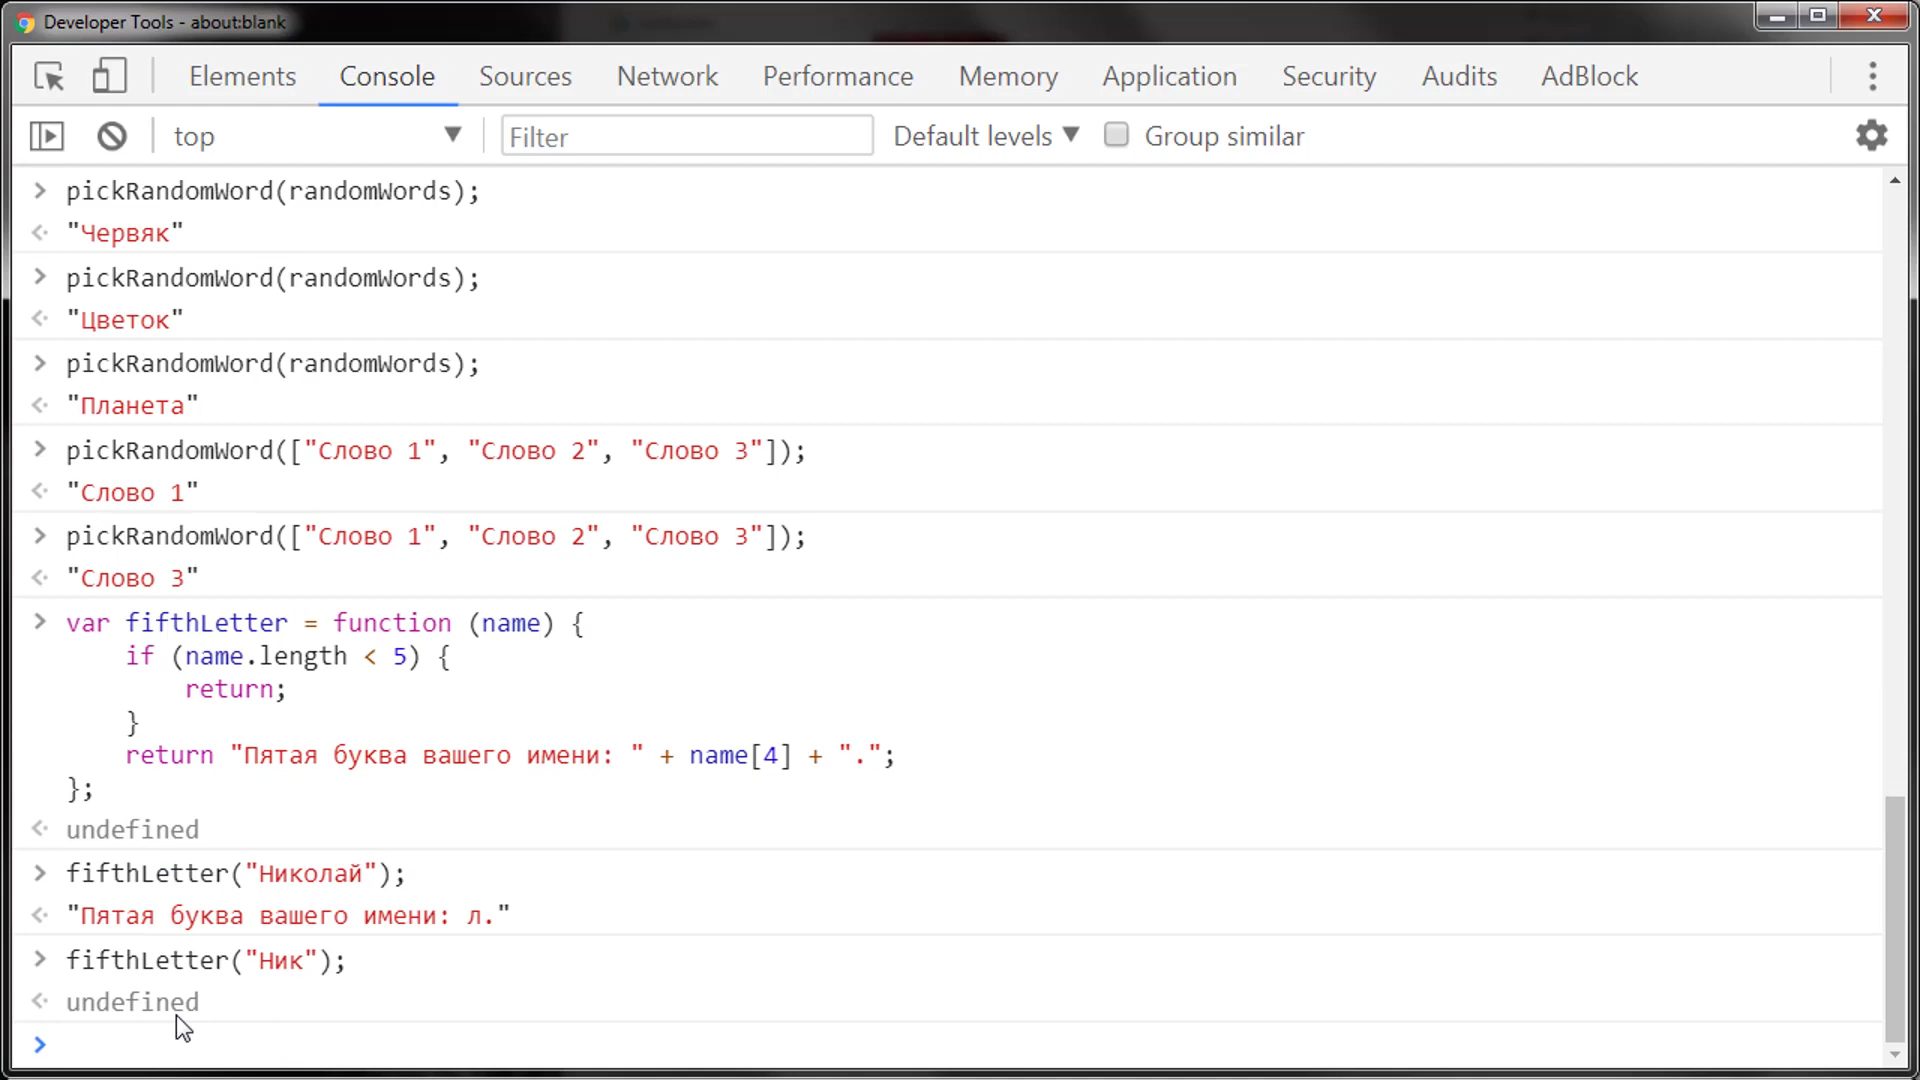 Developer Tools - about:blank
Elements Console Sources Network Performance Memory Application Security Audits AdBlock
top Filter Default levels Group similar
pickRandomWord(randomWords);
"Червяк"
pickRandomWord(randomWords);
"Цветок"
pickRandomWord(randomWords);
"Планета"
pickRandomWord(["Слово 1", "Слово 2", "Слово 3"]);
"Слово 1"
pickRandomWord(["Слово 1", "Слово 2", "Слово 3"]);
"Слово 3"
var fifthLetter = function (name) {
    if (name.length < 5) {
        return;
    }
    return "Пятая буква вашего имени: " + name[4] + ".";
};
undefined
fifthLetter("Николай");
"Пятая буква вашего имени: л."
fifthLetter("Ник");
undefined